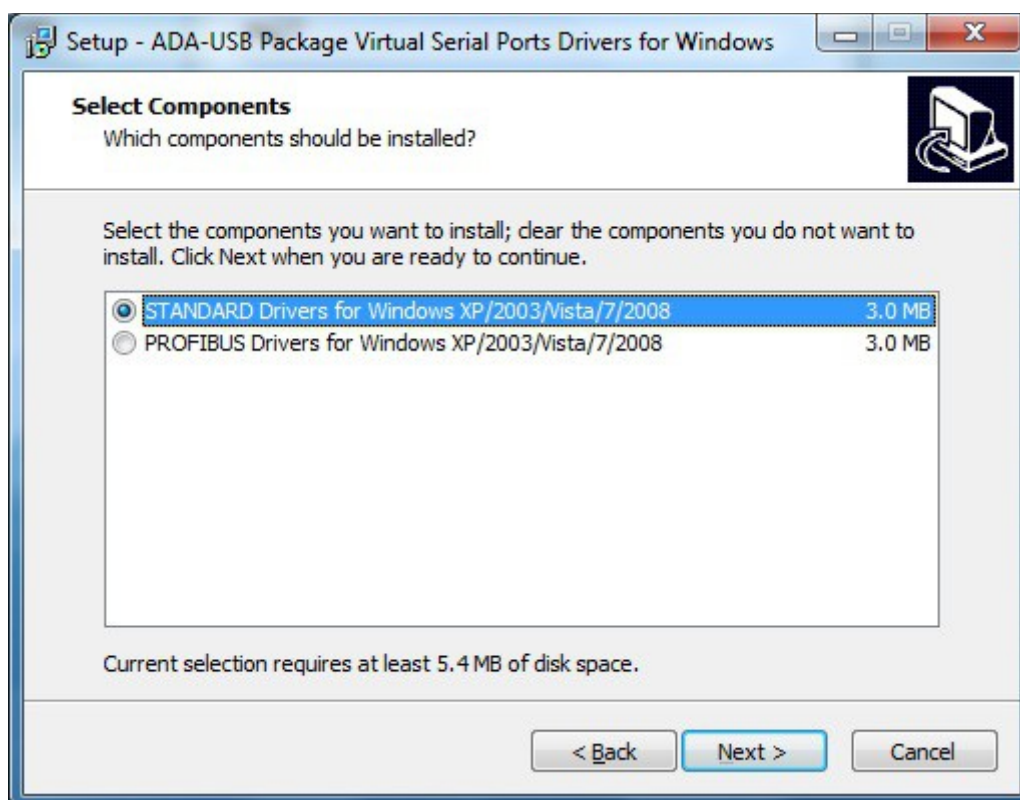 Setup - ADA-USB Package Virtual Serial Ports Drivers for Windows
Select Components
Which components should be installed?
Select the components you want to install; clear the components you do not want to
install. Click Next when you are ready to continue.
STANDARD Drivers for Windows XP/2003/Vista/7/2008 3.0 MB
PROFIBUS Drivers for Windows XP/2003/Vista/7/2008 3.0 MB
Current selection requires at least 5.4 MB of disk space.
< Back Next > Cancel